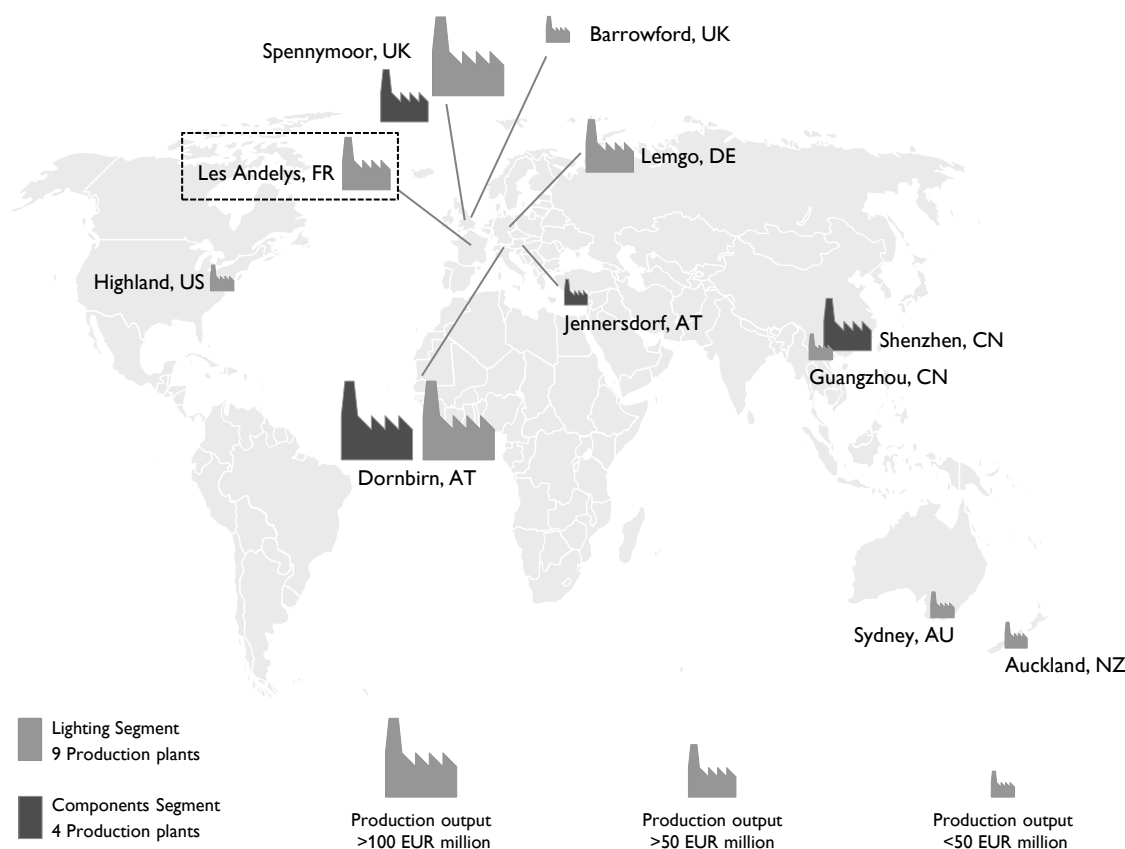 Barrowford, UK
Spennymoor, UK
Lemgo, DE
Les Andelys, FR
Highland, US
Jennersdorf, AT
Shenzhen, CN
Guangzhou, CN
Dornbirn, AT
Sydney, AU
Auckland, NZ
Lighting Segment
9 Production plants
Components Segment
4 Production plants
Production output
>100 EUR million
Production output
>50 EUR million
Production output
<50 EUR million